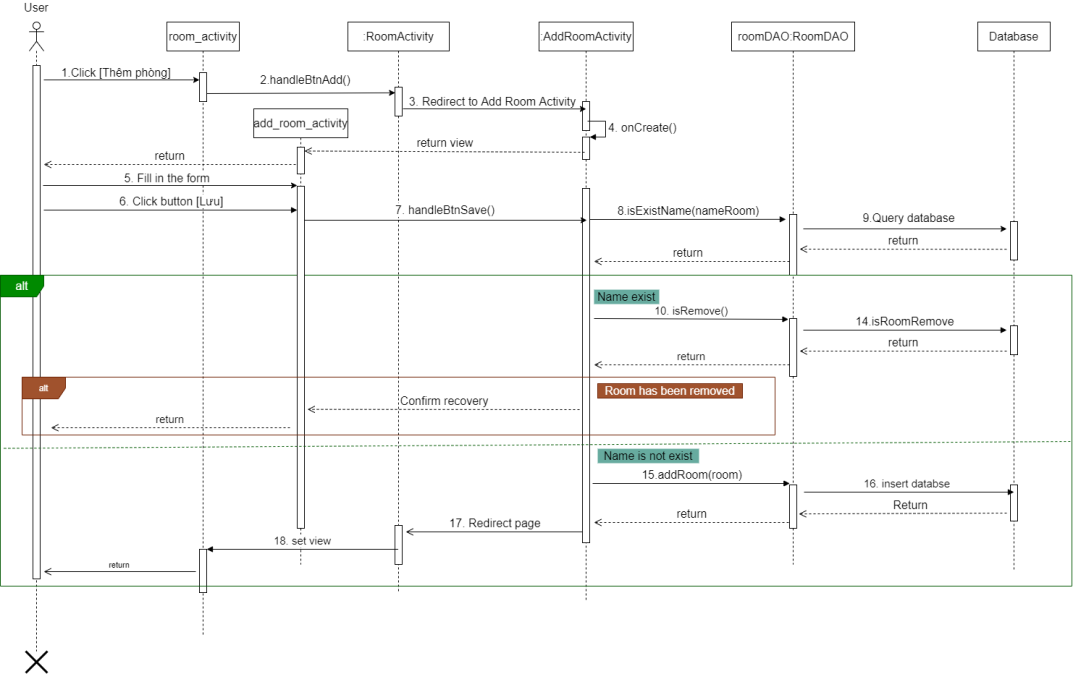 User
room_activity
:RoomActivity
:AddRoomActivity
roomDAO:RoomDAO
Database
1.Click [Thêm phòng]
2.handleBtnAdd()
3. Redirect to Add Room Activity
add_room_activity
4. onCreate()
return view
return
5. Fill in the form
6. Click button [Lưu]
7. handleBtnSave()
8.isExistName(nameRoom)
9.Query database
return
return
alt
Name exist
10. isRemove()
14.isRoomRemove
return
return
alt
Room has been removed
Confirm recovery
return
Name is not exist
15.addRoom(room)
16. insert databse
Return
return
17. Redirect page
18. set view
return